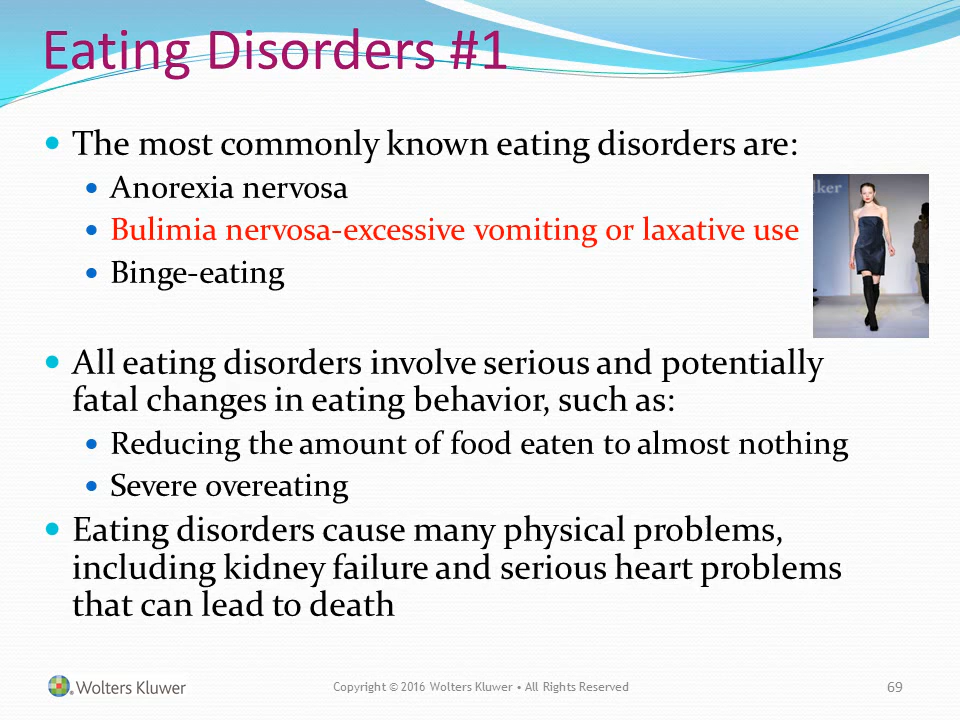 Eating Disorders #1
The most commonly known eating disorders are:
Anorexia nervosa
Bulimia nervosa-excessive vomiting or laxative use
Binge-eating
lker
All eating disorders involve serious and potentially
fatal changes in eating behavior, such as:
Reducing the amount of food eaten to almost nothing
Severe overeating
Eating disorders cause many physical problems,
including kidney failure and serious heart problems
that can lead to death
Wolters Kluwer
Copyright © 2016 Wolters Kluwer • All Rights Reserved
69